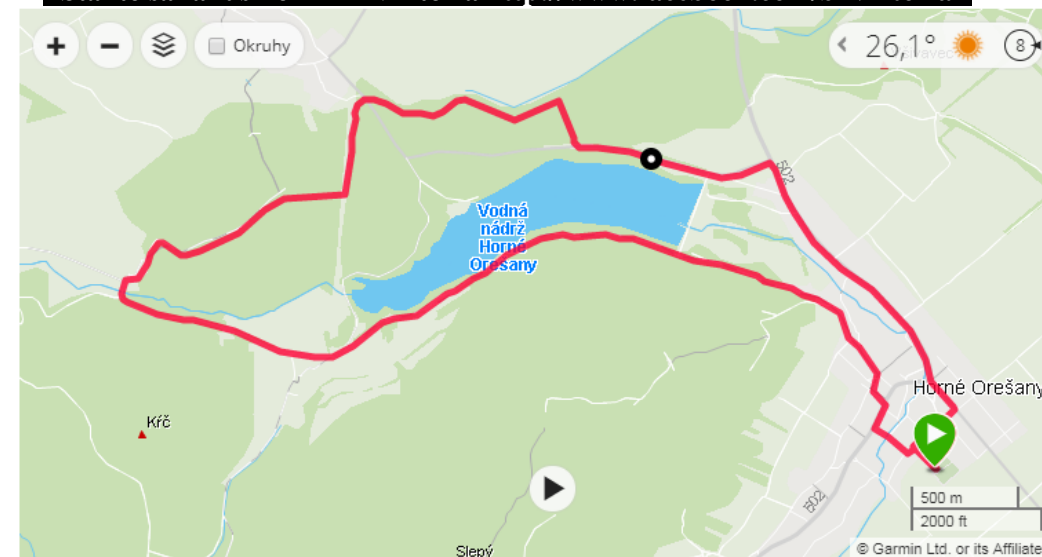 Okruhy
26,1°
8
502
Vodná
nádrž
Horné
Orešany
Horné Orešany
Kŕč
502
500 m
2000 ft
Slepý
© Garmin Ltd. or its Affiliate